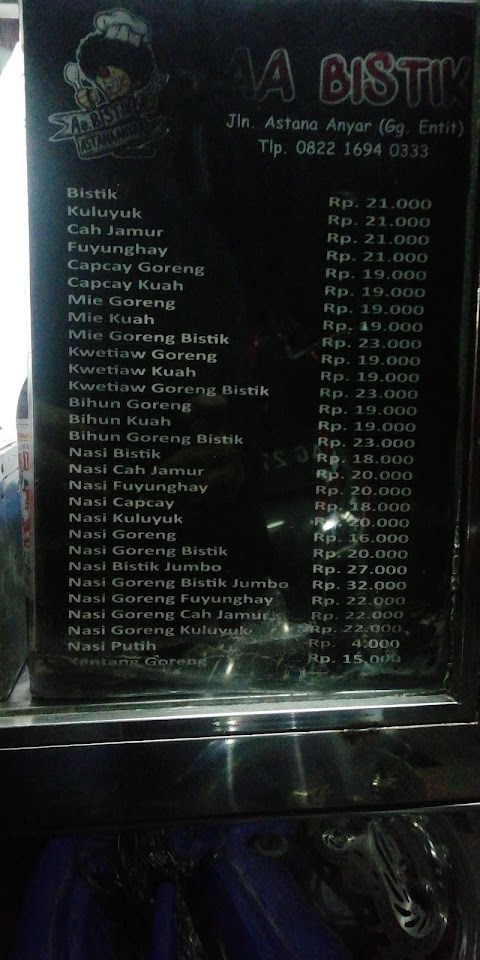 Aa. BISTIK
ASTANA ANYAR
AA BISTIK
Jln. Astana Anyar (Gg. Entit)
Tlp. 0822 1694 0333
Bistik Rp. 21.000
Kuluyuk Rp. 21.000
Cah Jamur Rp. 21.000
Fuyunghay Rp. 21.000
Capcay Goreng Rp. 19.000
Capcay Kuah Rp. 19.000
Mie Goreng Rp. 19.000
Mie Kuah Rp. 19.000
Mie Goreng Bistik Rp. 23.000
Kwetiaw Goreng Rp. 19.000
Kwetiaw Kuah Rp. 19.000
Kwetiaw Goreng Bistik Rp. 23.000
Bihun Goreng Rp. 19.000
Bihun Kuah Rp. 19.000
Bihun Goreng Bistik Rp. 23.000
Nasi Bistik Rp. 18.000
Nasi Cah Jamur Rp. 20.000
Nasi Fuyunghay Rp. 20.000
Nasi Capcay Rp. 18.000
Nasi Kuluyuk Rp. 20.000
Nasi Goreng Rp. 16.000
Nasi Goreng Bistik Rp. 20.000
Nasi Bistik Jumbo Rp. 27.000
Nasi Goreng Bistik Jumbo Rp. 32.000
Nasi Goreng Fuyunghay Rp. 22.000
Nasi Goreng Cah Jamur Rp. 22.000
Nasi Goreng Kuluyuk Rp. 22.000
Nasi Putih Rp. 4.000
Kentang Goreng Rp. 15.000